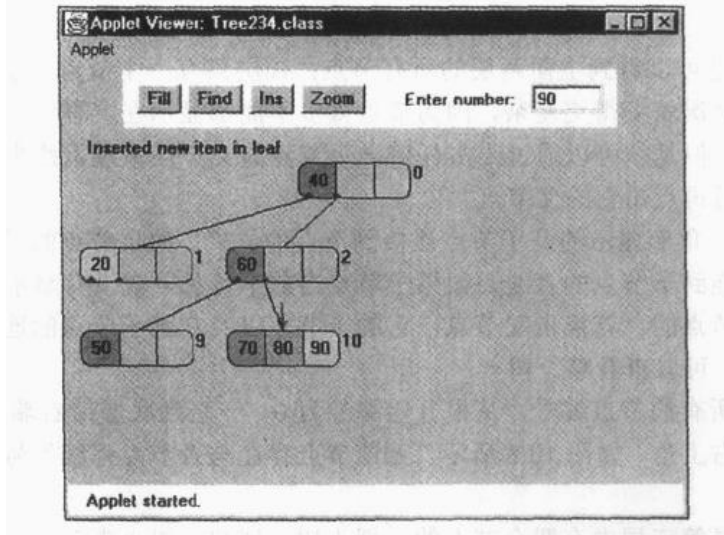 Applet Viewer: Tree234.class
Applet
Fill Find Ins Zoom Enter number: 90
Inserted new item in leaf
40 0
20 1 60 2
50 9 70 80 90 10
Applet started.